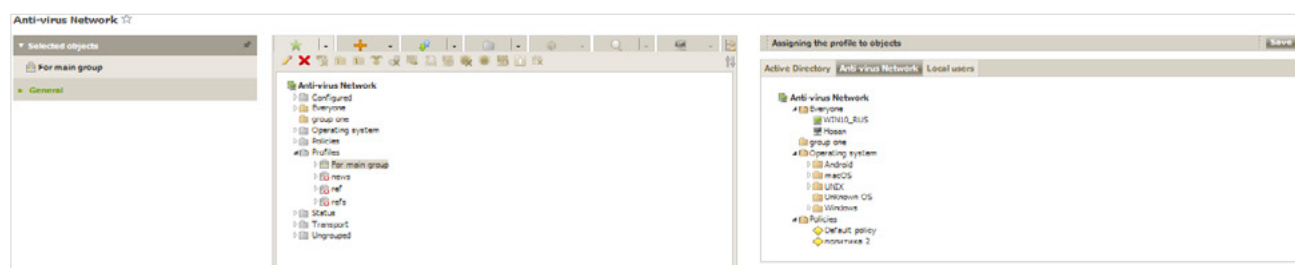 Anti-virus Network
Selected objects
For main group
General
Anti-virus Network
Configured
Everyone
group one
Operating system
Policies
Profiles
For main group
news
ref
refs
Status
Transport
Ungrouped
Assigning the profile to objects
Save
Active Directory Anti-virus Network Local users
Anti-virus Network
Everyone
WIN10_RUS
Hosan
group one
Operating system
Android
macOS
UNIX
Unknown OS
Windows
Policies
Default policy
политика 2